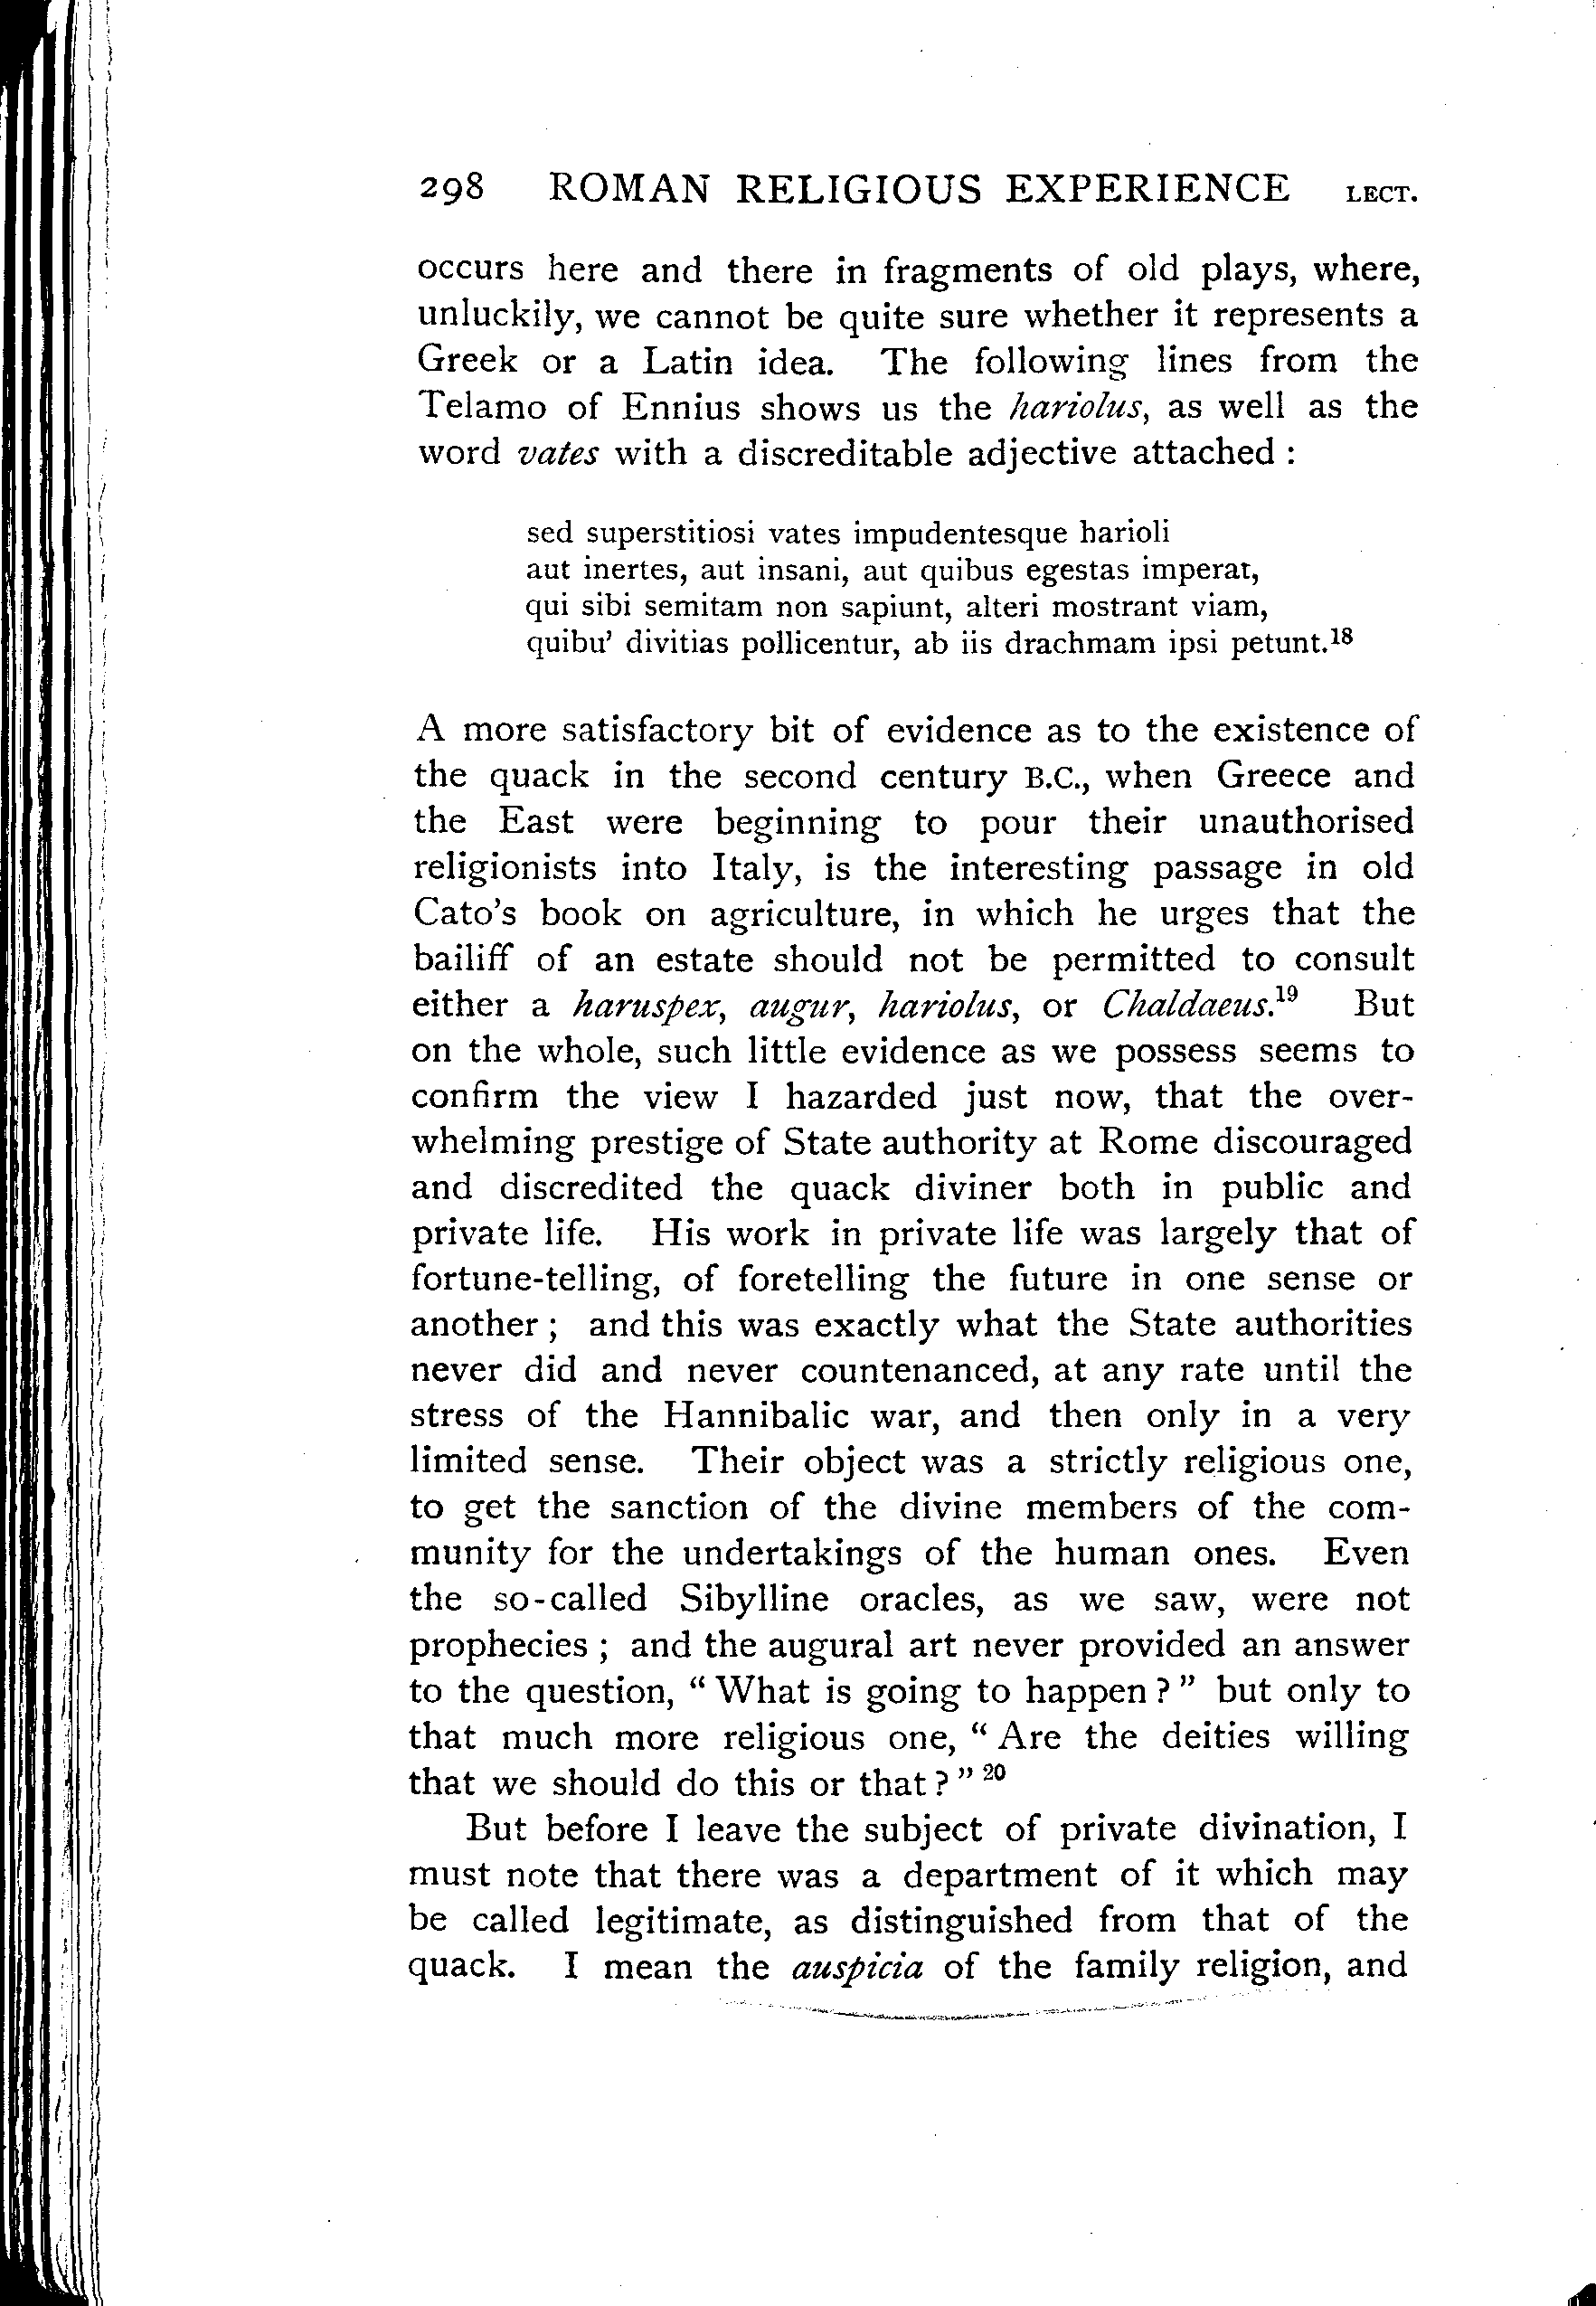 298 ROMAN RELIGIOUS EXPERIENCE LECT.
occurs here and there in fragments of old plays, where,
unluckily, we cannot be quite sure whether it represents a
Greek or a Latin idea. The following lines from the
Telamo of Ennius shows us the hariolus, as well as the
word vates with a discreditable adjective attached :
sed superstitiosi vates impudentesque harioli
aut inertes, aut insani, aut quibus egestas imperat,
qui sibi semitam non sapiunt, alteri mostrant viam,
quibu' divitias pollicentur, ab iis drachmam ipsi petunt.¹⁸
A more satisfactory bit of evidence as to the existence of
the quack in the second century B.C., when Greece and
the East were beginning to pour their unauthorised
religionists into Italy, is the interesting passage in old
Cato's book on agriculture, in which he urges that the
bailiff of an estate should not be permitted to consult
either a haruspex, augur, hariolus, or Chaldaeus.¹⁹ But
on the whole, such little evidence as we possess seems to
confirm the view I hazarded just now, that the over-
whelming prestige of State authority at Rome discouraged
and discredited the quack diviner both in public and
private life. His work in private life was largely that of
fortune-telling, of foretelling the future in one sense or
another ; and this was exactly what the State authorities
never did and never countenanced, at any rate until the
stress of the Hannibalic war, and then only in a very
limited sense. Their object was a strictly religious one,
to get the sanction of the divine members of the com-
munity for the undertakings of the human ones. Even
the so-called Sibylline oracles, as we saw, were not
prophecies ; and the augural art never provided an answer
to the question, “ What is going to happen ? ” but only to
that much more religious one, “ Are the deities willing
that we should do this or that ? ” ²⁰
But before I leave the subject of private divination, I
must note that there was a department of it which may
be called legitimate, as distinguished from that of the
quack. I mean the auspicia of the family religion, and